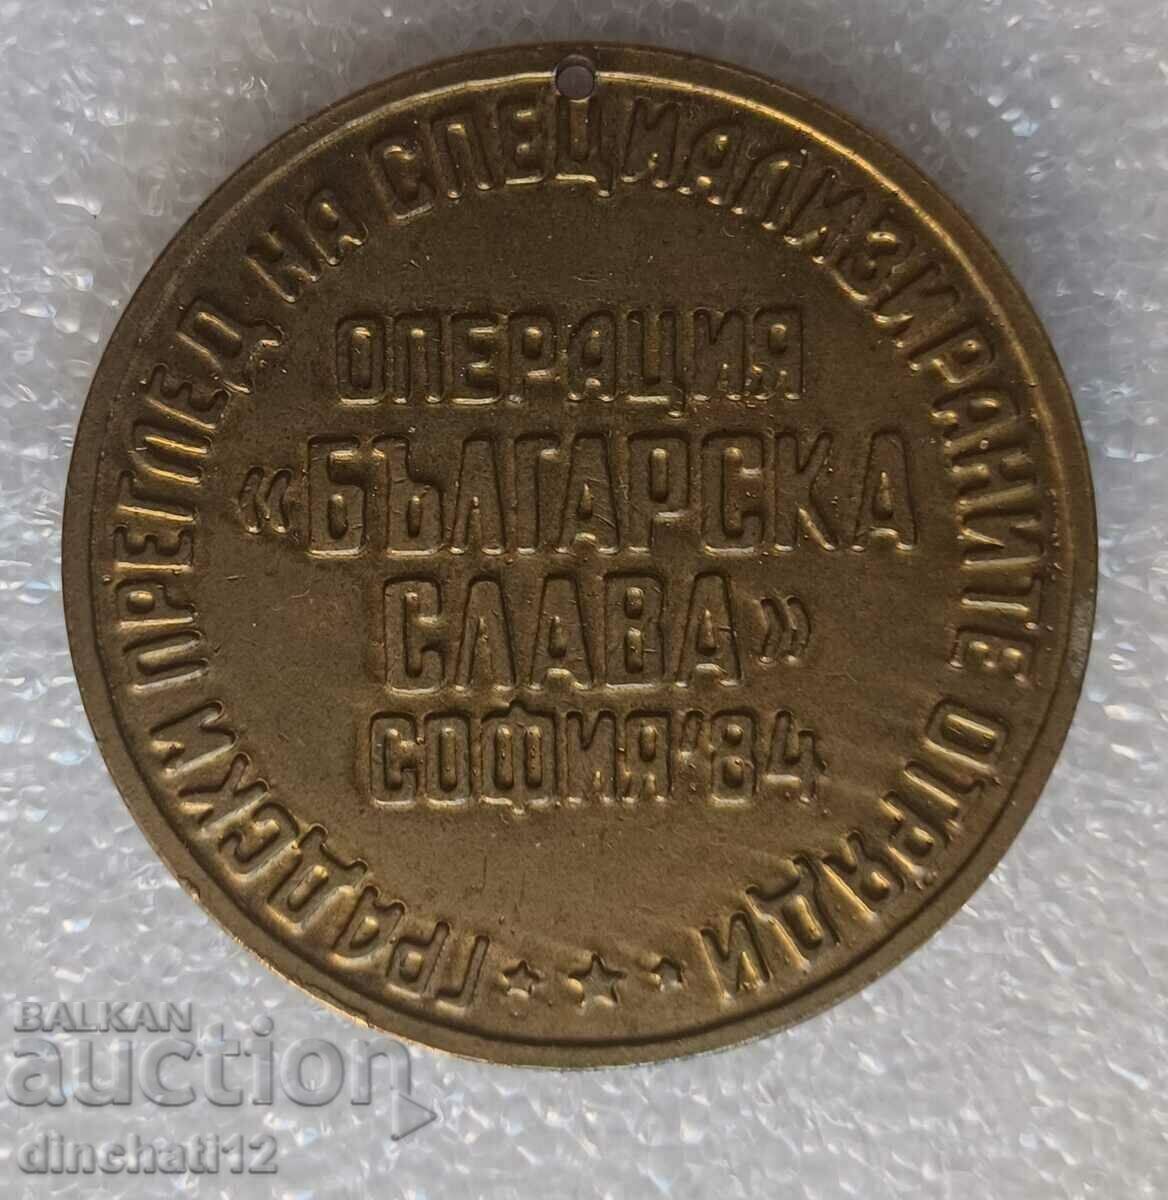 ГРАДСКИ ПРЕГЛЕД НА СПЕЦИАЛИЗИРАНИТЕ ОТРЯДИ
ОПЕРАЦИЯ
«БЪЛГАРСКА
СЛАВА»
СОФИЯ'84
BALKAN
auction
dinchati12